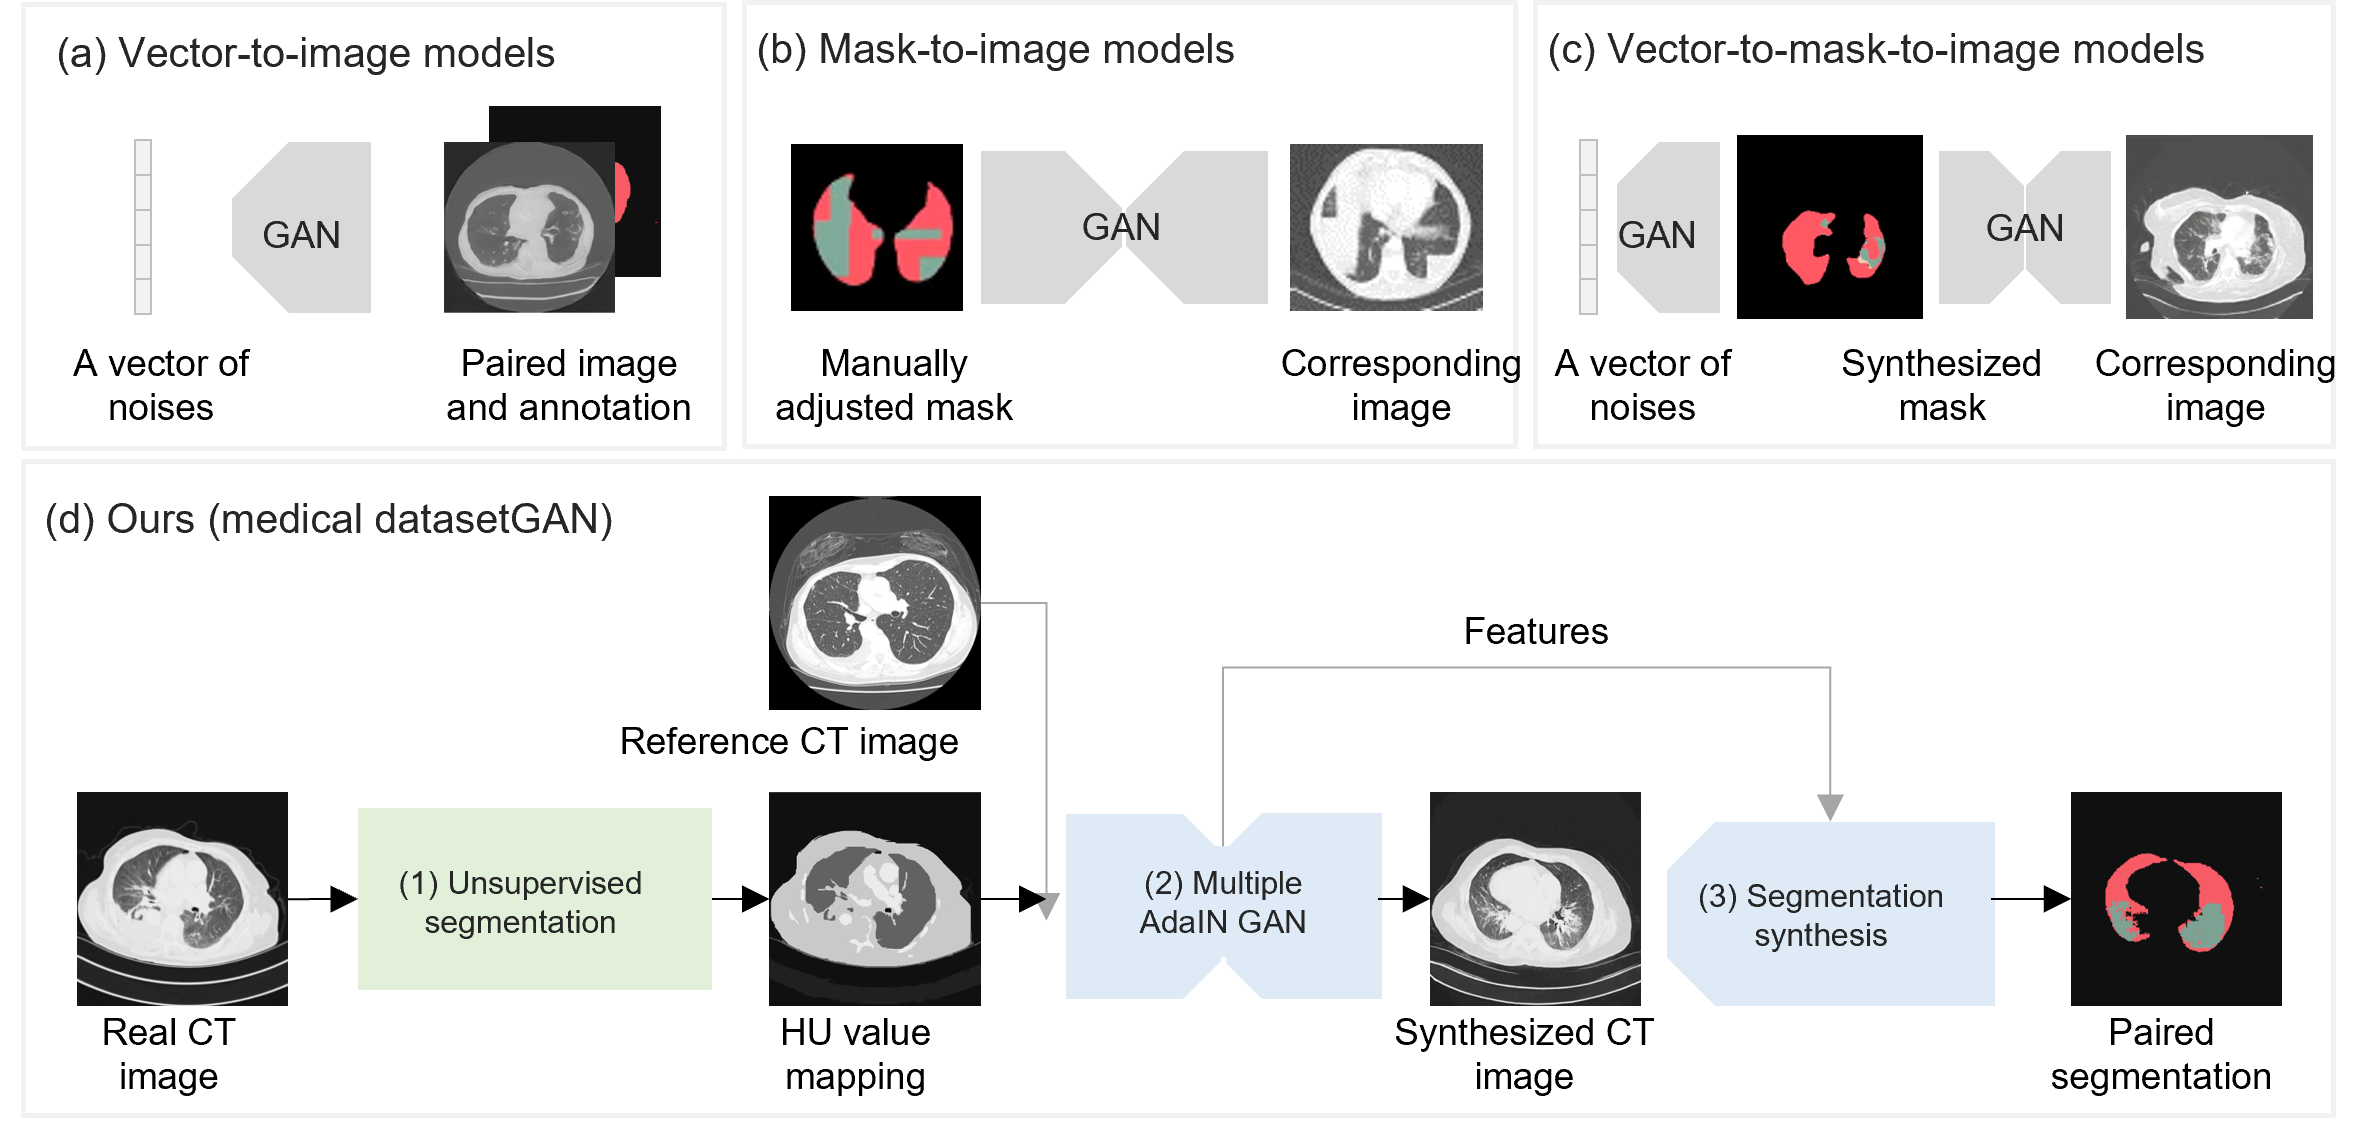 (a) Vector-to-image models
GAN
A vector of
noises
Paired image
and annotation
(b) Mask-to-image models
GAN
Manually
adjusted mask
Corresponding
image
(c) Vector-to-mask-to-image models
GAN
GAN
A vector of
noises
Synthesized
mask
Corresponding
image
(d) Ours (medical datasetGAN)
Reference CT image
Features
(1) Unsupervised
segmentation
(2) Multiple
AdaIN GAN
(3) Segmentation
synthesis
Real CT
image
HU value
mapping
Synthesized CT
image
Paired
segmentation